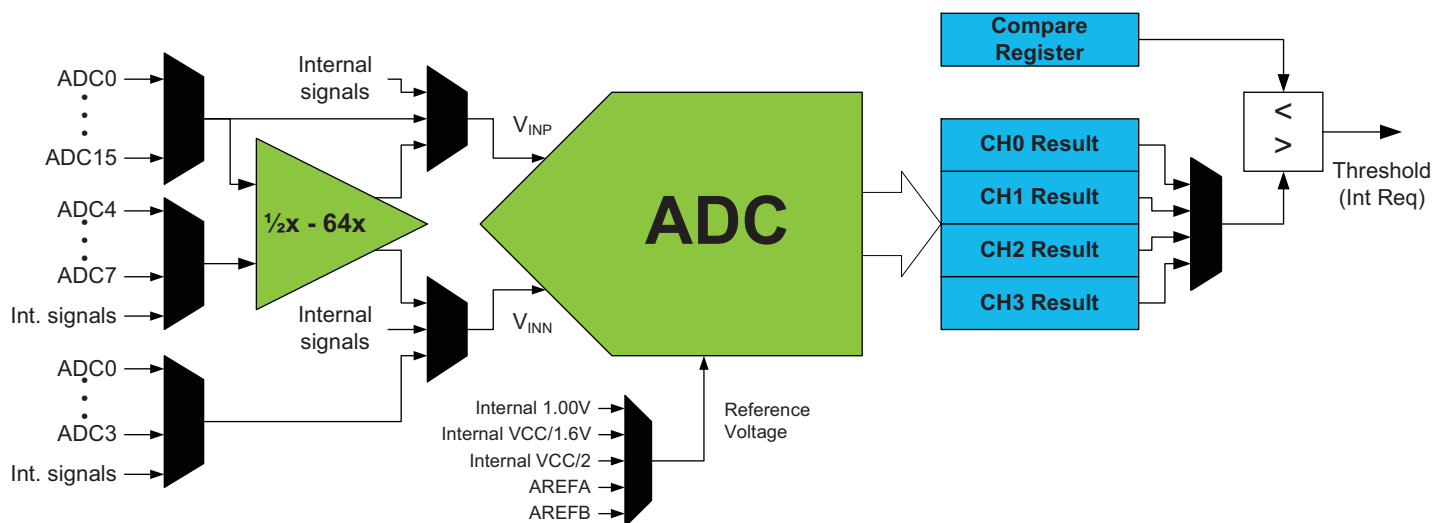 ADC0
ADC15
ADC4
ADC7
Int. signals
ADC0
ADC3
Int. signals
½x - 64x
Internal
signals
Internal
signals
VINP
VINN
ADC
Internal 1.00V
Internal VCC/1.6V
Internal VCC/2
AREFA
AREFB
Reference
Voltage
Compare
Register
CH0 Result
CH1 Result
CH2 Result
CH3 Result
<
>
Threshold
(Int Req)